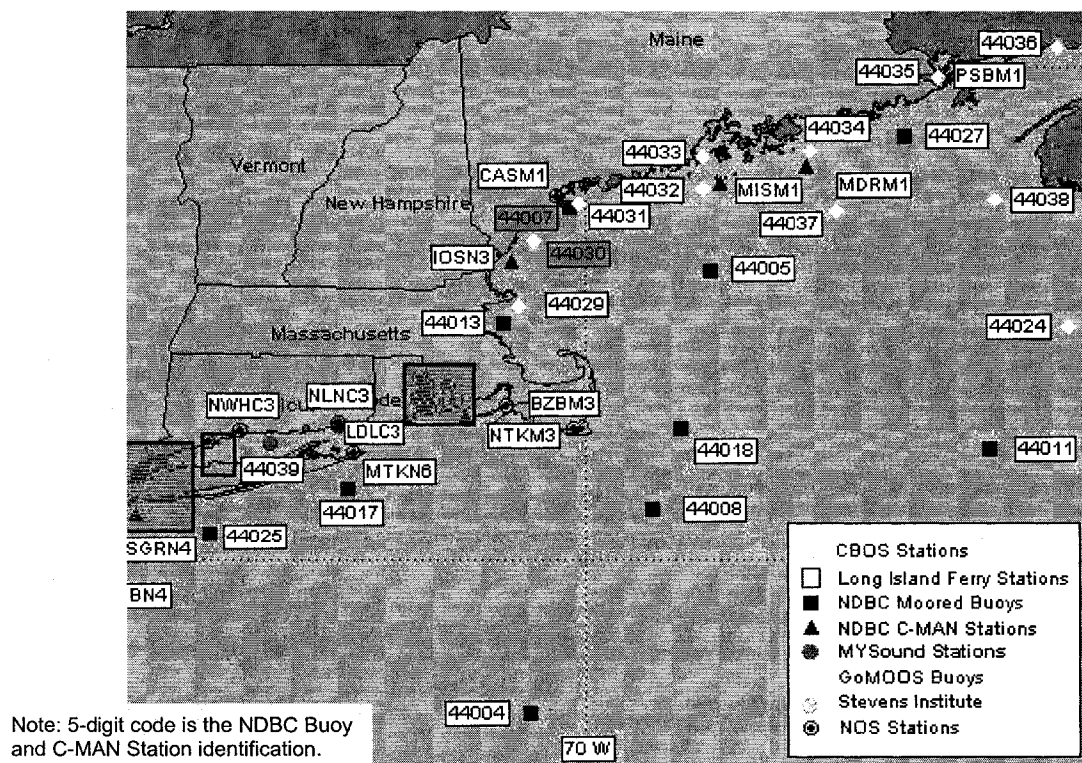 Maine
44036
44035
PSBM1
44034
44027
44033
Vermont
CASM1
44032
MISM1
MDRM1
New Hampshire
44007
44031
44037
44038
IOSN3
44030
44005
44029
44013
Massachusetts
44024
NLNC3
NWHC3
BZBM3
LDLC3
NTKM3
44039
MTKN6
44018
44011
44017
44008
44025
SGRN4
BN4
44004
70 W
CBOS Stations
Long Island Ferry Stations
NDBC Moored Buoys
NDBC C-MAN Stations
MYSound Stations
GoMOOS Buoys
Stevens Institute
NOS Stations
Note: 5-digit code is the NDBC Buoy
and C-MAN Station identification.